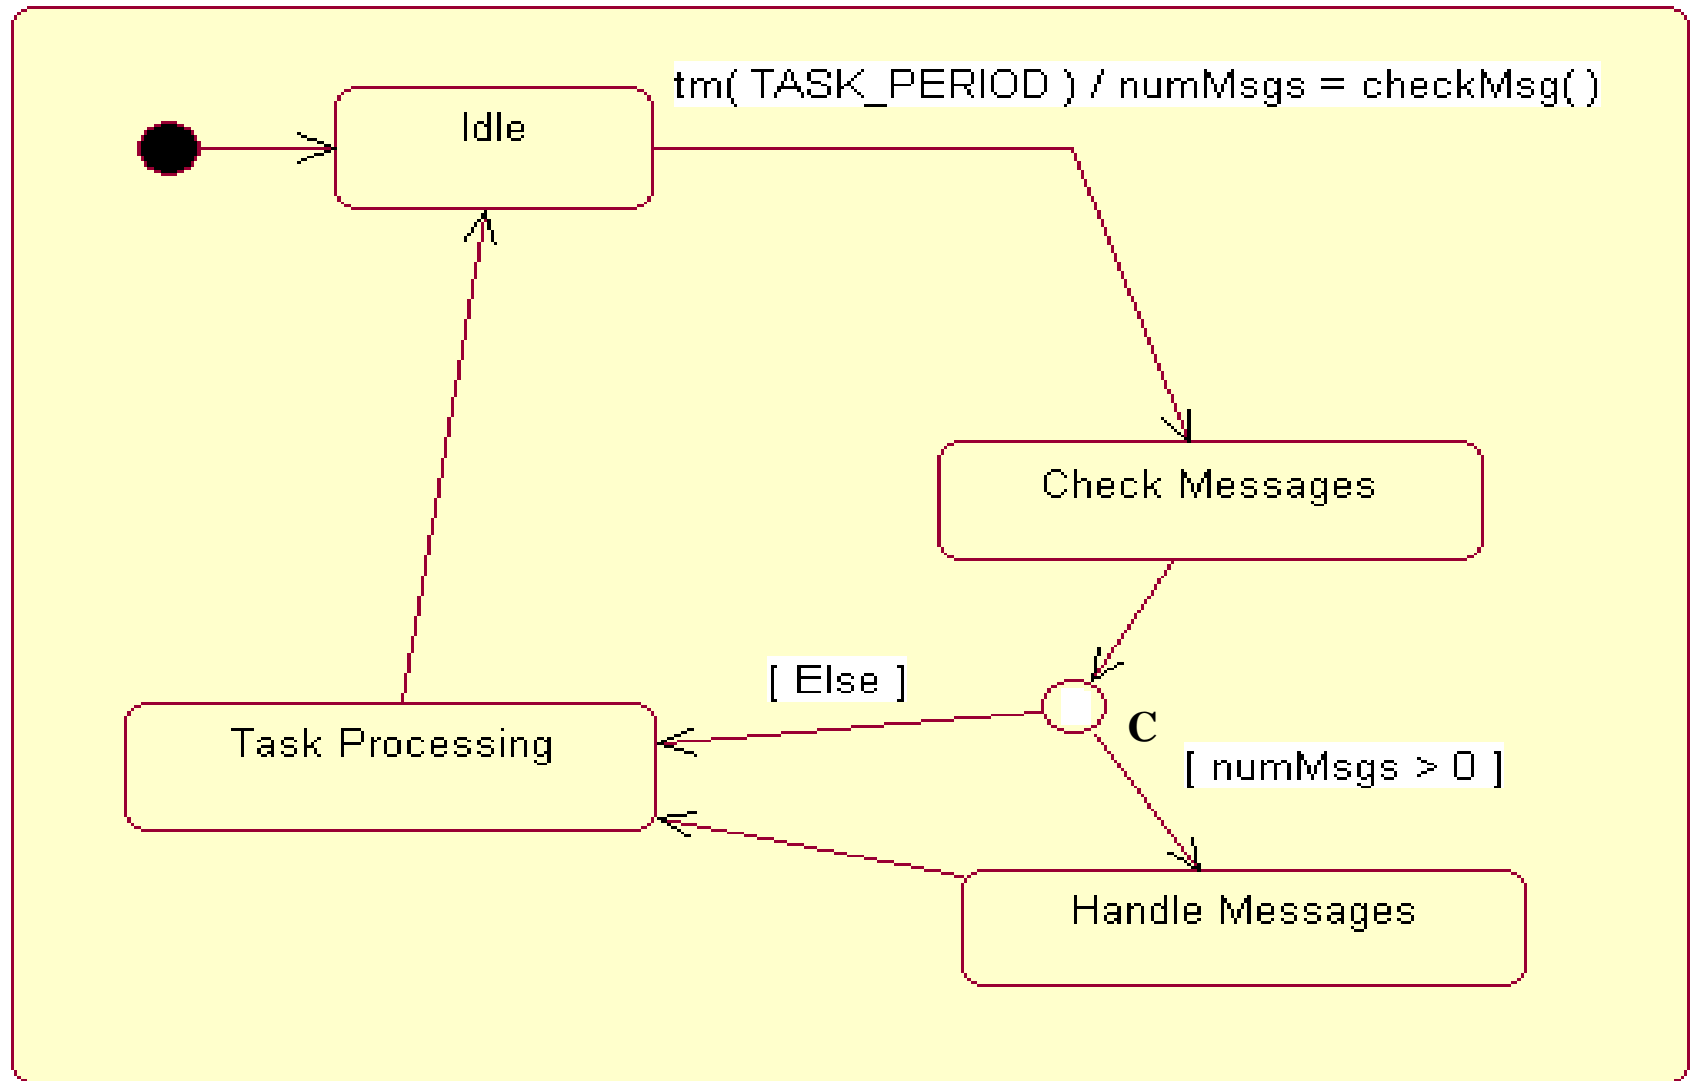 tm( TASK_PERIOD ) / numMsgs = checkMsg( )
Idle
Check Messages
[ Else ]
C
Task Processing
[ numMsgs > 0 ]
Handle Messages